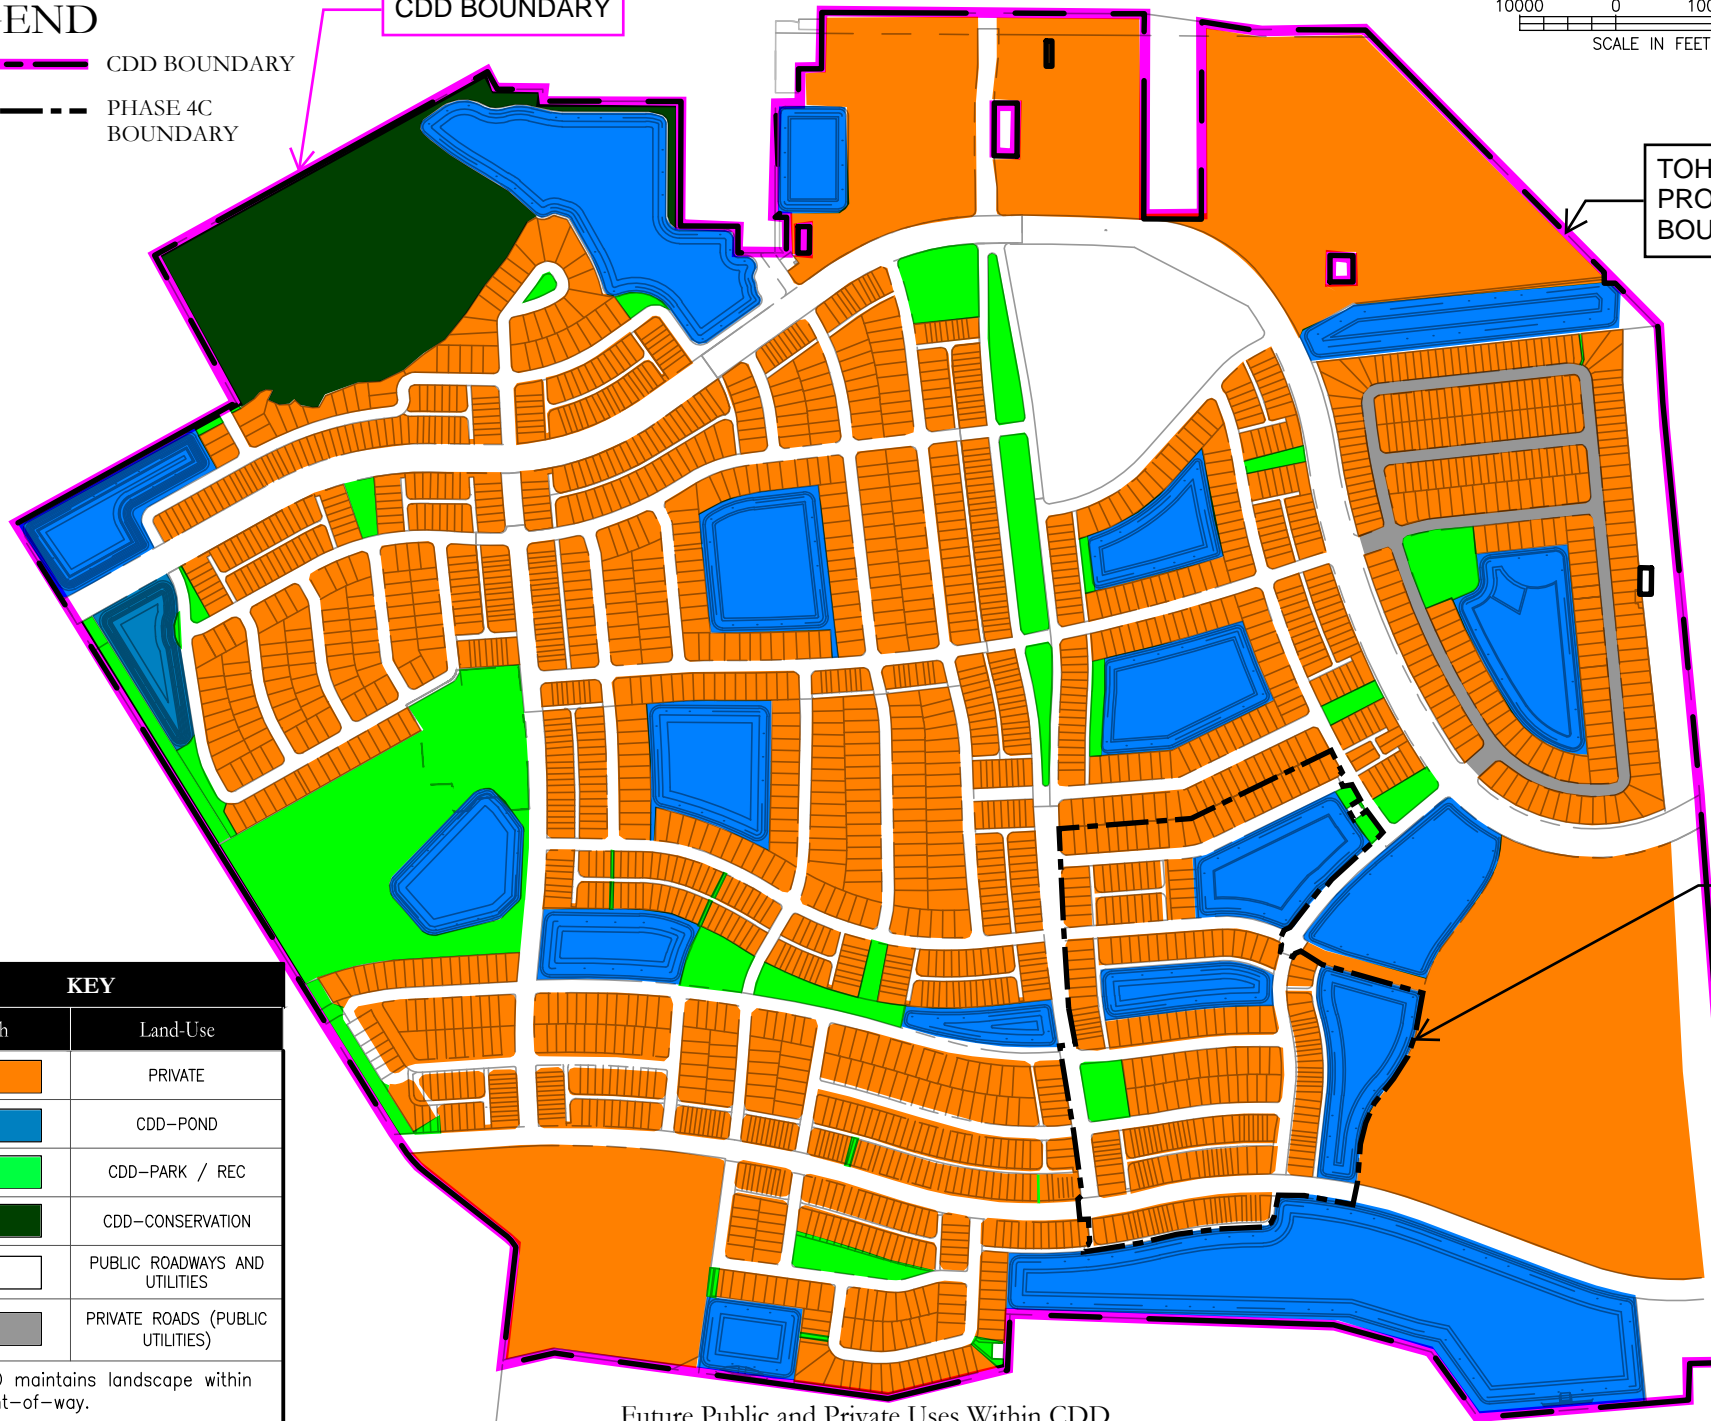 END
CDD BOUNDARY
PHASE 4C
BOUNDARY
CDD BOUNDARY
10000 0 100
SCALE IN FEET
TOH
PRO
BOU
KEY
h Land-Use
PRIVATE
CDD-POND
CDD-PARK / REC
CDD-CONSERVATION
PUBLIC ROADWAYS AND
UTILITIES
PRIVATE ROADS (PUBLIC
UTILITIES)
maintains landscape within
t-of-way.
Future Public and Private Uses Within CDD